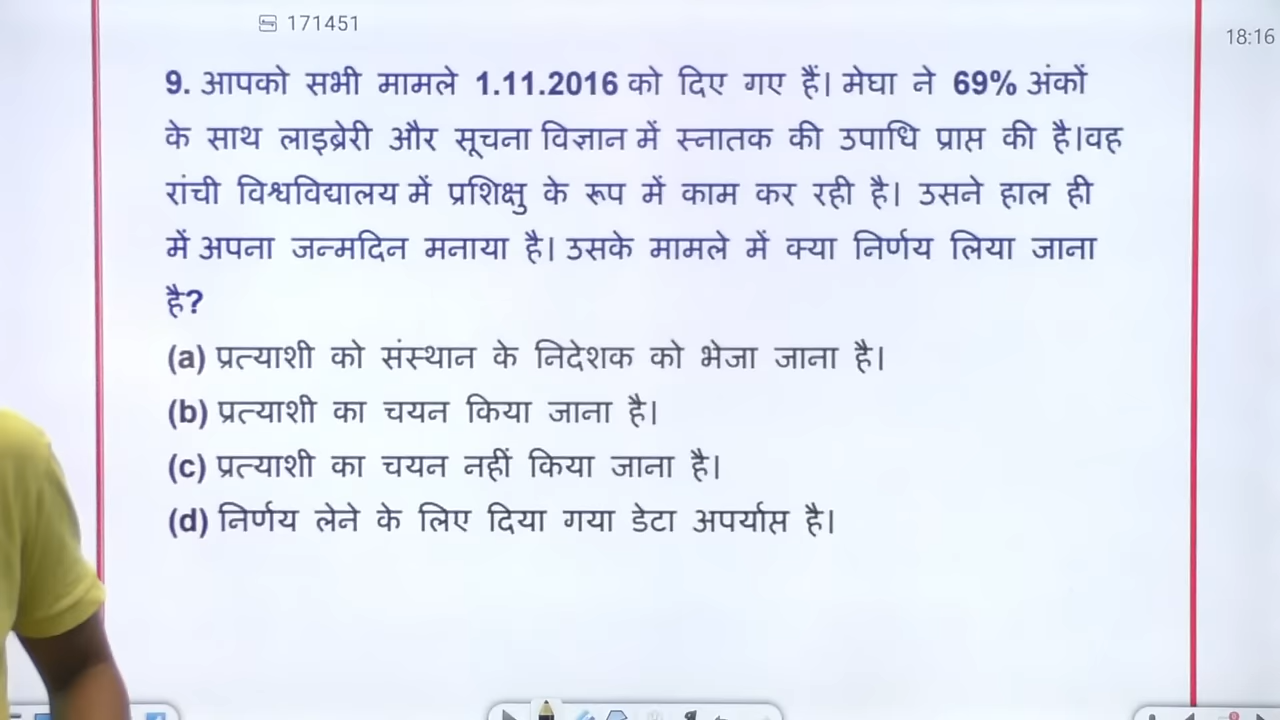 171451
18:16
9. आपको सभी मामले 1.11.2016 को दिए गए हैं। मेघा ने 69% अंकों
के साथ लाइब्रेरी और सूचना विज्ञान में स्नातक की उपाधि प्राप्त की है।वह
रांची विश्वविद्यालय में प्रशिक्षु के रूप में काम कर रही है। उसने हाल ही
में अपना जन्मदिन मनाया है। उसके मामले में क्या निर्णय लिया जाना
है?
(a) प्रत्याशी को संस्थान के निदेशक को भेजा जाना है।
(b) प्रत्याशी का चयन किया जाना है।
(c) प्रत्याशी का चयन नहीं किया जाना है।
(d) निर्णय लेने के लिए दिया गया डेटा अपर्याप्त है।